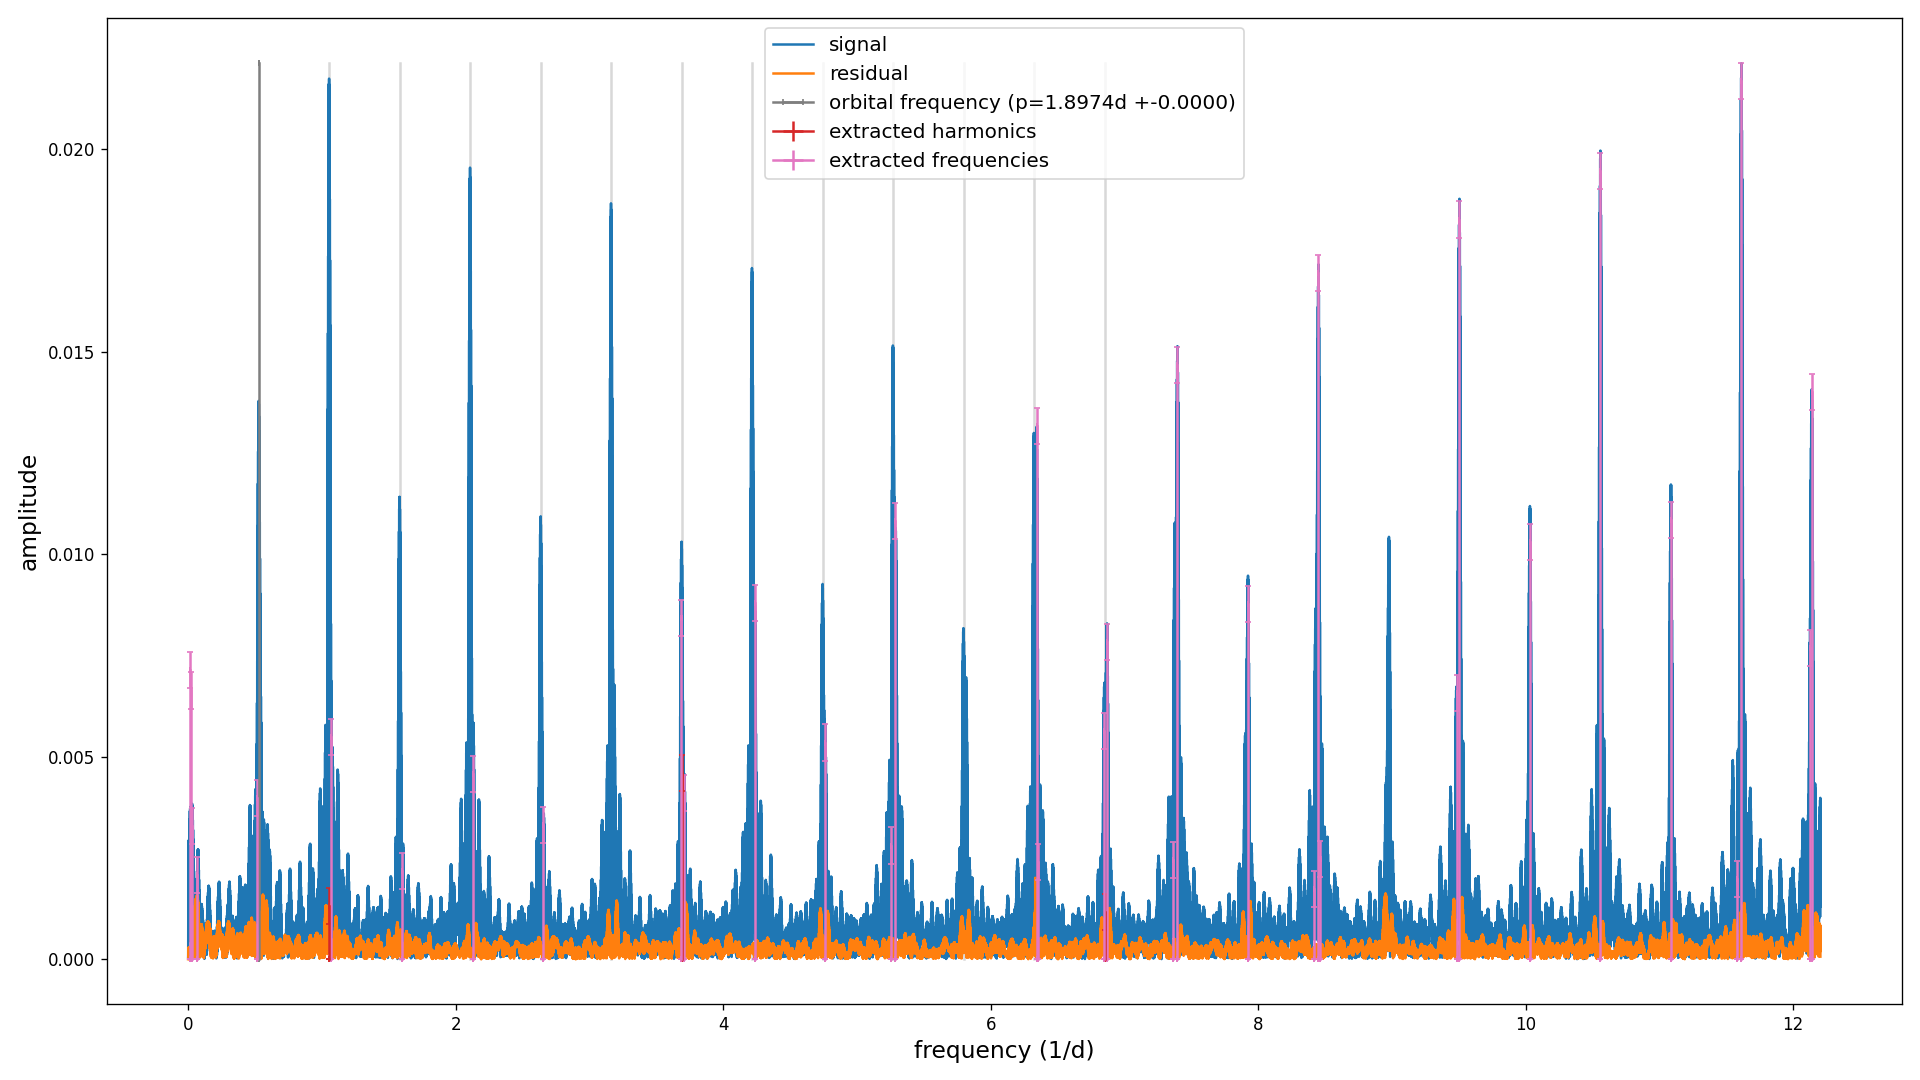 signal
residual
orbital frequency (p=1.8974d +-0.0000)
extracted harmonics
extracted frequencies
amplitude
0.020
0.015
0.010
0.005
0.000
0 2 4 6 8 10 12
frequency (1/d)